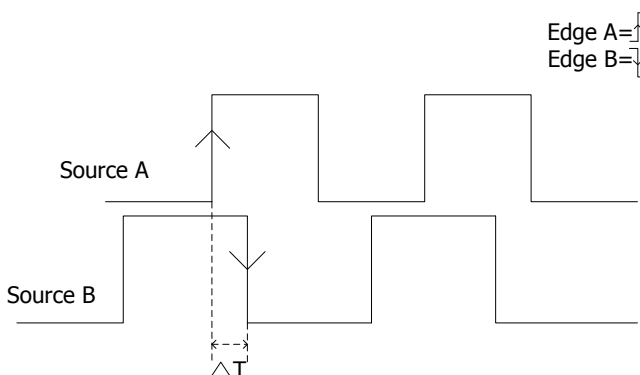 Edge A=
Edge B=
Source A
Source B
△T